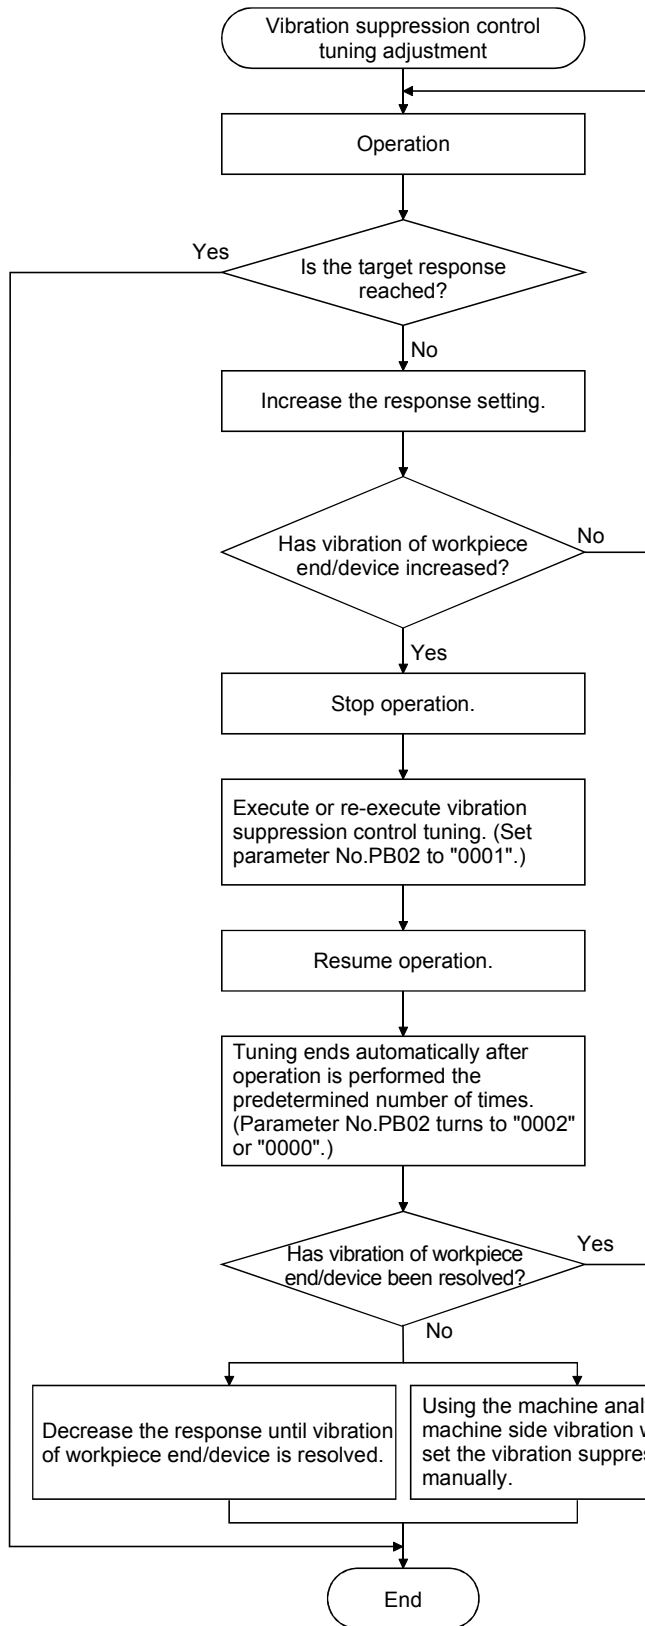 Vibration suppression control
tuning adjustment
Operation
Yes
Is the target response
reached?
No
Increase the response setting.
Has vibration of workpiece
end/device increased?
No
Yes
Stop operation.
Execute or re-execute vibration
suppression control tuning. (Set
parameter No.PB02 to "0001".)
Resume operation.
Tuning ends automatically after
operation is performed the
predetermined number of times.
(Parameter No.PB02 turns to "0002"
or "0000".)
Has vibration of workpiece
end/device been resolved?
Yes
No
Decrease the response until vibration
of workpiece end/device is resolved.
Using the machine
machine side vibration
set the vibration
manually.
End